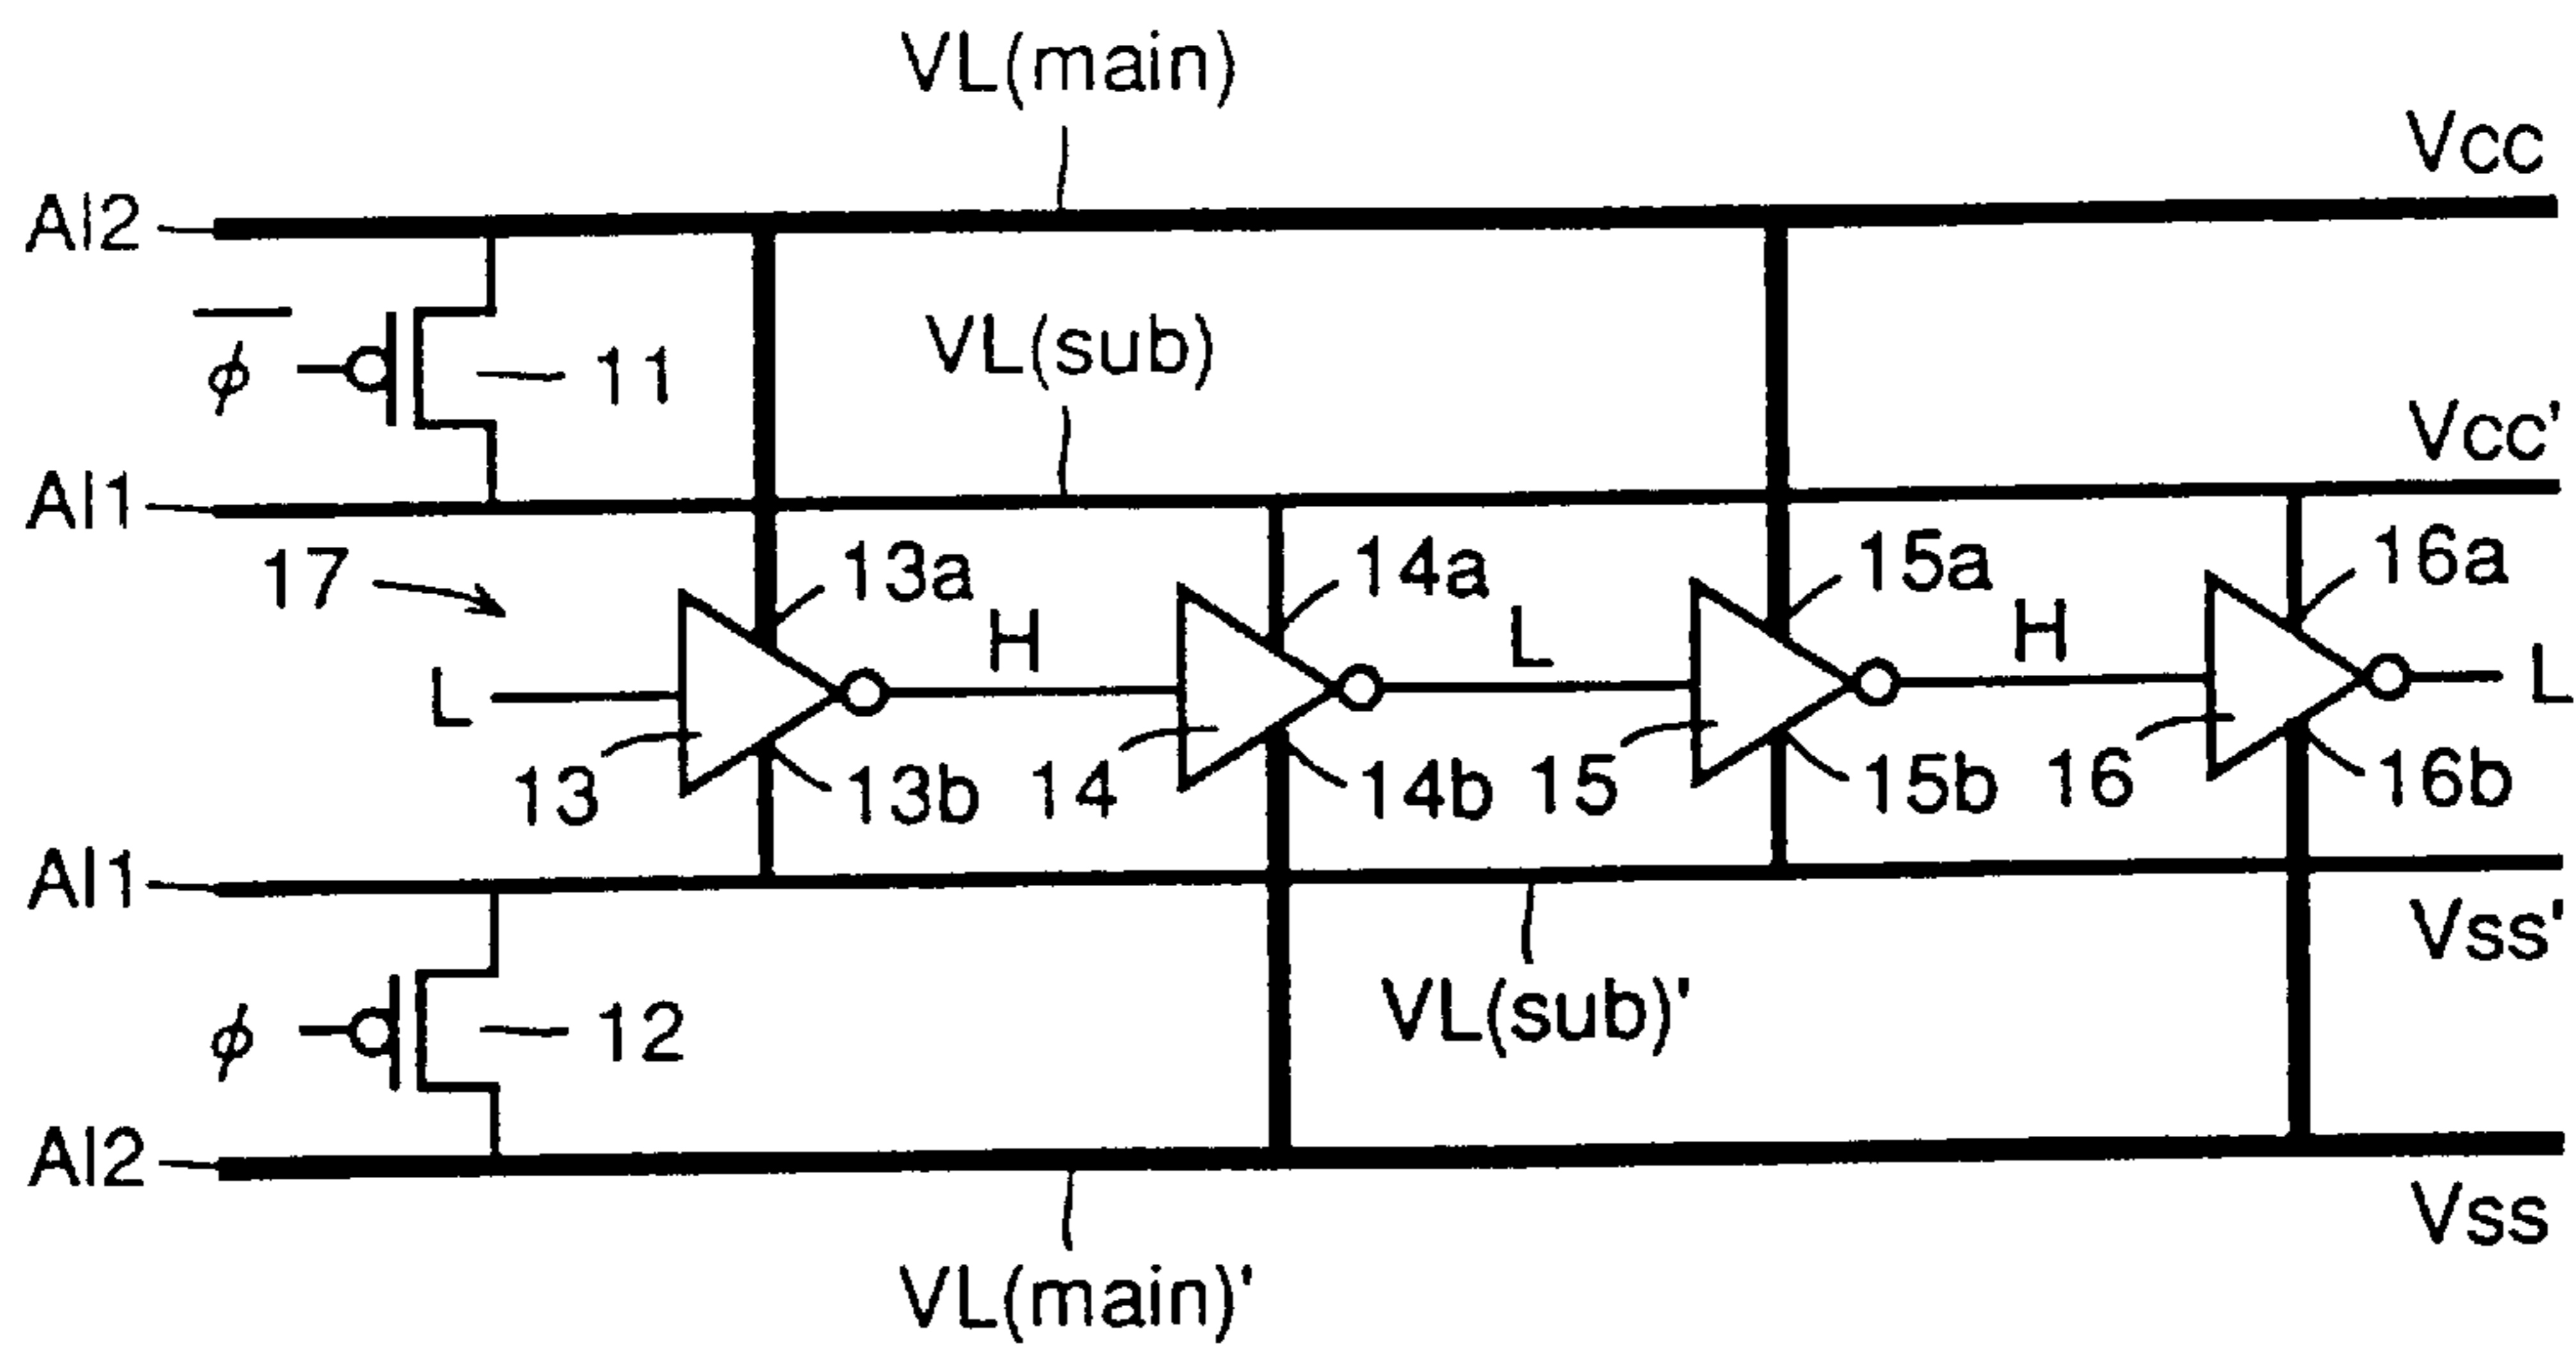 VL(main)
Vcc
Al2
φ̅
11
VL(sub)
Vcc'
Al1
17
13a
14a
15a
16a
L
H
L
H
L
13
13b
14
14b
15
15b
16
16b
Al1
Vss'
VL(sub)'
φ
12
Al2
Vss
VL(main)'